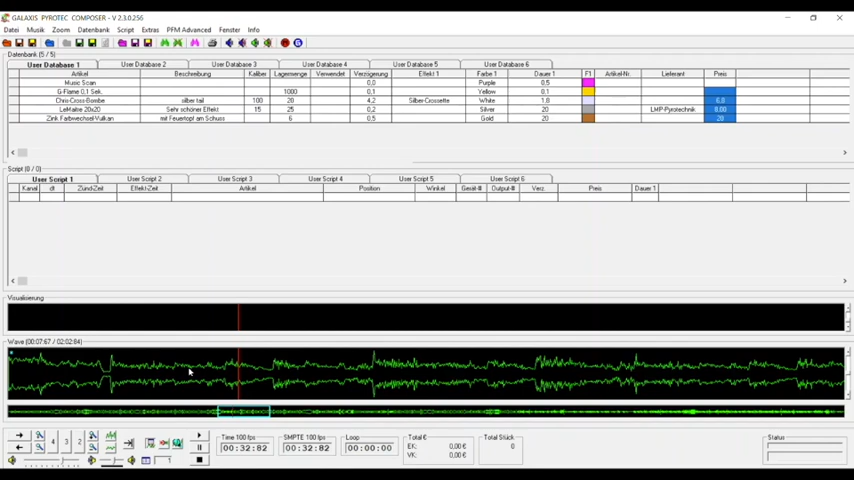 GALAXIS PYROTEC COMPOSER - V 2.3.0.256
Datei Musik Zoom Datenbank Script Extras PFM Advanced Fenster Info
Datenbank (5 / 5)
User Database 1 User Database 2 User Database 3 User Database 4 User Database 5 User Database 6
Artikel Beschreibung Kaliber Lagermenge Verwendet Verzögerung Effekt 1 Farbe 1 Dauer 1 F1 Artikel-Nr. Lieferant Preis
Music Scan 0,0 Purple 0,5
G-Flame 0,1 Sek. 1000 0,1 Yellow 0,1
Chris-Cross-Bombe silber tail 100 20 4,2 Silber-Crossette White 1,8 6,0
LeMaitre 20x20 Sehr schöner Effekt 15 25 0,2 Silver 20 LMP-Pyrotechnik 0,00
Zink Farbwechsel-Vulkan mit Feuertopf am Schuss 6 0,5 Gold 20 20
Script (0 / 0)
User Script 1 User Script 2 User Script 3 User Script 4 User Script 5 User Script 6
Kanal dt Zünd-Zeit Effekt-Zeit Artikel Position Winkel Gerät-# Output-# Verz. Preis Dauer 1
Visualisierung
Wave (00:07:67 / 02:02:84)
4 3 2
1
Time 100 fps SMPTE 100 fps Loop Total € Total Stück Status
00:32:82 00:32:82 00:00:00 EK: 0,00 € 0
VK: 0,00 €